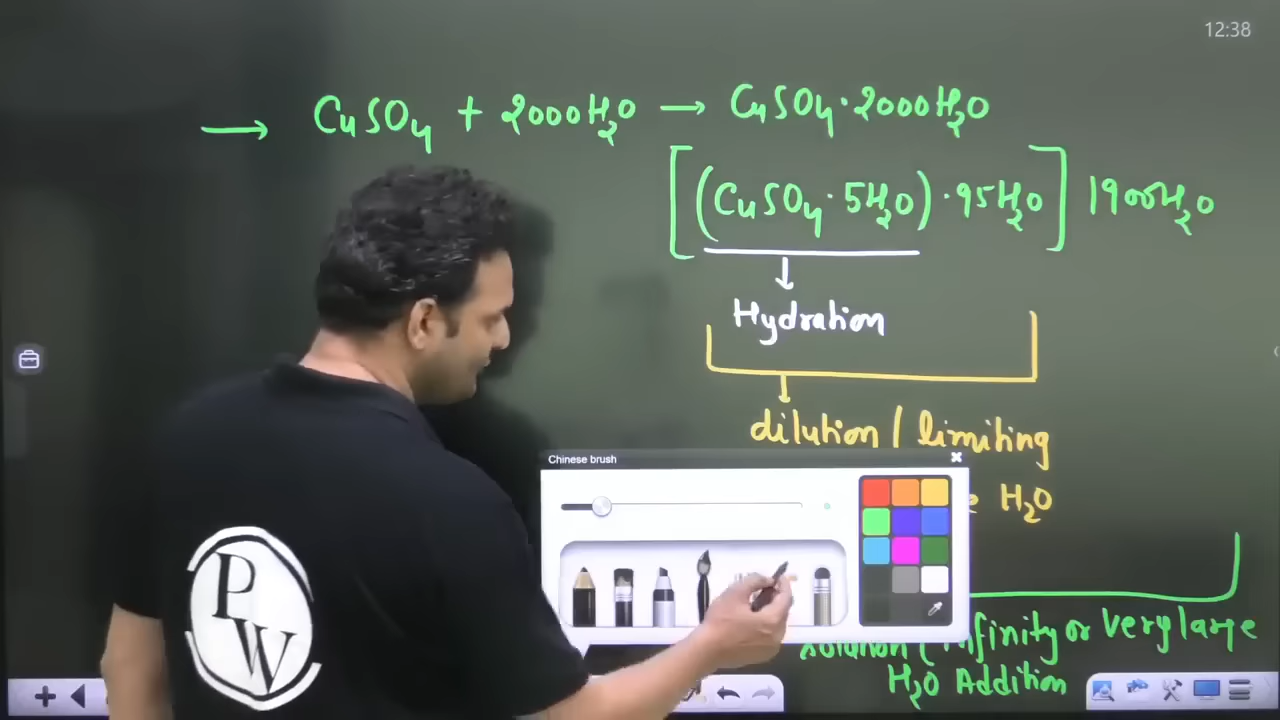 12:38
→ CuSO₄ + 2000H₂O → CuSO₄·2000H₂O
[(CuSO₄·5H₂O)·95H₂O] 1900H₂O
↓
Hydration
↓
dilution / limiting
H₂O
Chinese brush
solution (infinity or very large
H₂O Addition
PW